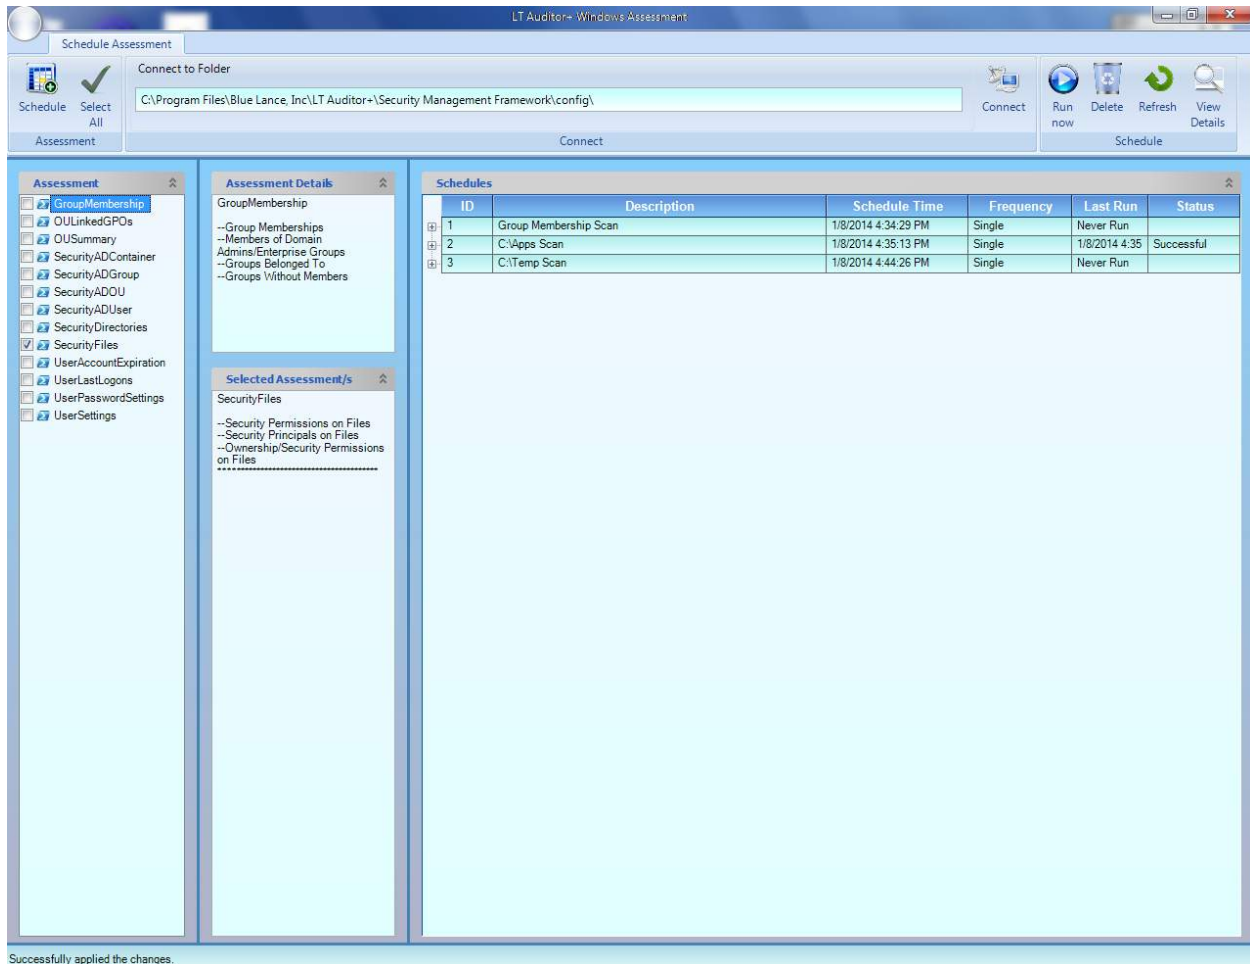 LT Auditor+ Windows Assessment
Schedule Assessment
Schedule
Select
All
Assessment
Connect to Folder
C:\Program Files\Blue Lance, Inc\LT Auditor+\Security Management Framework\config\
Connect
Connect
Run
now
Delete
Refresh
View
Details
Schedule
Assessment
GroupMembership
OULinkedGPOs
OUSummary
SecurityADContainer
SecurityADGroup
SecurityADOU
SecurityADUser
SecurityDirectories
SecurityFiles
UserAccountExpiration
UserLastLogons
UserPasswordSettings
UserSettings
Assessment Details
GroupMembership
--Group Memberships
--Members of Domain
Admins/Enterprise Groups
--Groups Belonged To
--Groups Without Members
Selected Assessment/s
SecurityFiles
--Security Permissions on Files
--Security Principals on Files
--Ownership/Security Permissions
on Files
Schedules
ID Description Schedule Time Frequency Last Run Status
1 Group Membership Scan 1/8/2014 4:34:29 PM Single Never Run
2 C:\Apps Scan 1/8/2014 4:35:13 PM Single 1/8/2014 4:35 Successful
3 C:\Temp Scan 1/8/2014 4:44:26 PM Single Never Run
Successfully applied the changes.